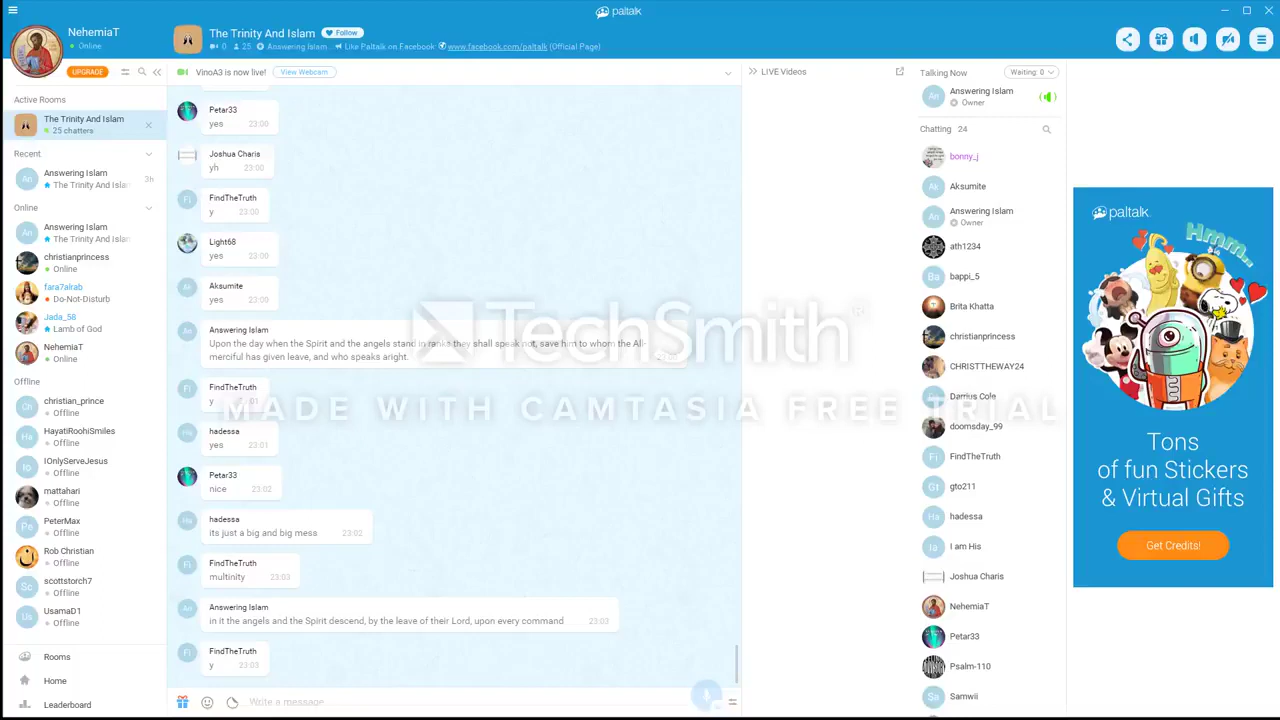 paltalk
NehemiaT
Online
The Trinity And Islam
Follow
0 25 Answering Islam... Like Paltalk on Facebook: www.facebook.com/paltalk (Official Page)
UPGRADE
VinoA3 is now live!
View Webcam
LIVE Videos
Talking Now
Waiting: 0
Answering Islam
Owner
Active Rooms
The Trinity And Islam
25 chatters
Recent
Answering Islam
The Trinity And Islam
3h
Online
Answering Islam
The Trinity And Islam
christianprincess
Online
fara7alrab
Do-Not-Disturb
Jada_58
Lamb of God
NehemiaT
Online
Offline
Ch
christian_prince
Offline
Ha
HayatiRoohiSmiles
Offline
Io
IOnlyServeJesus
Offline
mattahari
Offline
Pe
PeterMax
Offline
Rob Christian
Offline
Sc
scottstorch7
Offline
Us
UsamaD1
Offline
Rooms
Home
Leaderboard
Petar33
yes 23:00
Joshua Charis
yh 23:00
FindTheTruth
y 23:00
Light68
yes 23:00
Aksumite
yes 23:00
Answering Islam
Upon the day when the Spirit and the angels stand in ranks they shall speak not, save him to whom the All-
merciful has given leave, and who speaks aright.
FindTheTruth
y
hadessa
yes 23:01
Petar33
nice 23:02
hadessa
its just a big and big mess 23:02
FindTheTruth
multinity 23:03
Answering Islam
in it the angels and the Spirit descend, by the leave of their Lord, upon every command 23:03
FindTheTruth
y 23:03
Write a message
TechSmith
MADE WITH CAMTASIA FREE TRIAL
Chatting 24
bonny_j
Aksumite
Answering Islam
Owner
ath1234
bappi_5
Brita Khatta
christianprincess
CHRISTTHEWAY24
Darrius Cole
doomsday_99
FindTheTruth
gto211
hadessa
I am His
Joshua Charis
NehemiaT
Petar33
Psalm-110
Samwii
paltalk
Hmm...
Tons
of fun Stickers
& Virtual Gifts
Get Credits!